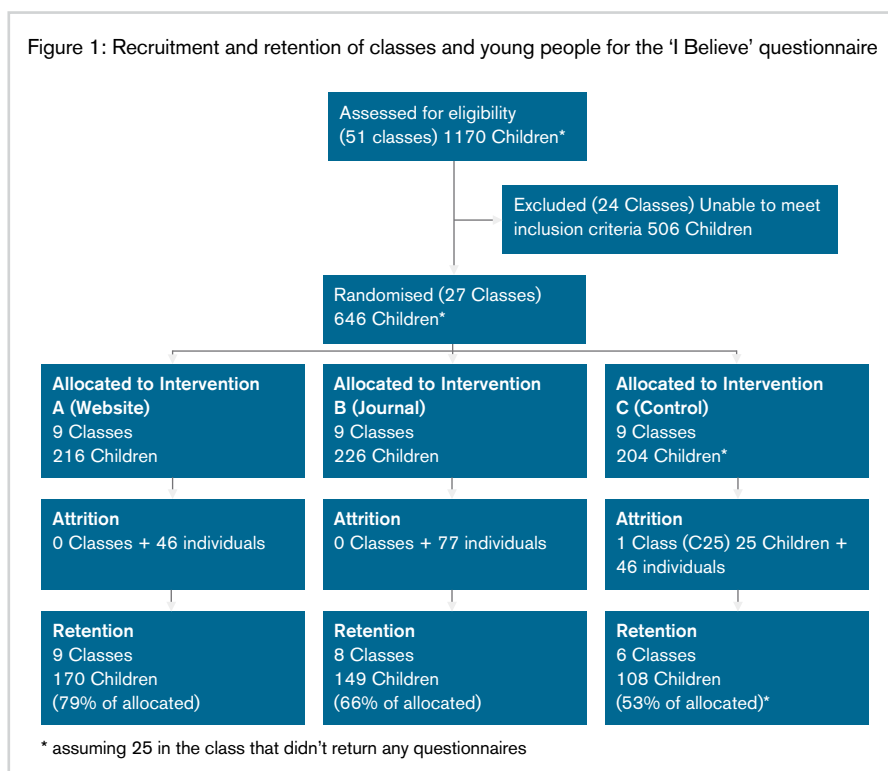 Figure 1: Recruitment and retention of classes and young people for the ‘I Believe’ questionnaire
Assessed for eligibility
(51 classes) 1170 Children*
Excluded (24 Classes) Unable to meet
inclusion criteria 506 Children
Randomised (27 Classes)
646 Children*
Allocated to Intervention
A (Website)
9 Classes
216 Children
Allocated to Intervention
B (Journal)
9 Classes
226 Children
Allocated to Intervention
C (Control)
9 Classes
204 Children*
Attrition
0 Classes + 46 individuals
Attrition
0 Classes + 77 individuals
Attrition
1 Class (C25) 25 Children +
46 individuals
Retention
9 Classes
170 Children
(79% of allocated)
Retention
8 Classes
149 Children
(66% of allocated)
Retention
6 Classes
108 Children
(53% of allocated)*
* assuming 25 in the class that didn’t return any questionnaires